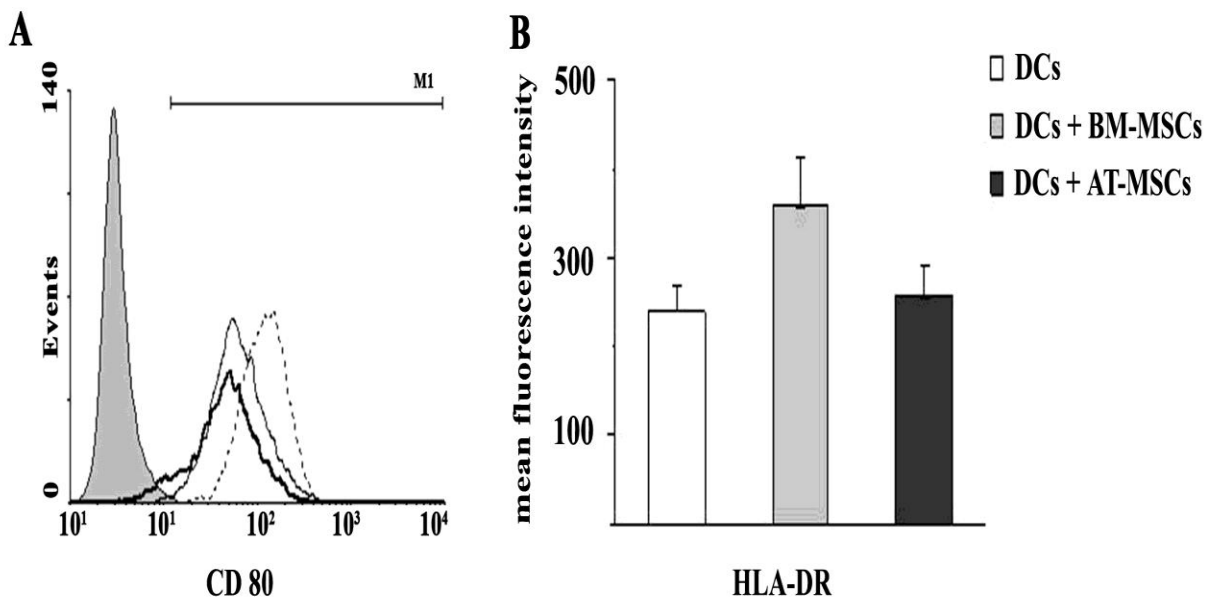 A
140
M1
Events
0
10¹ 10¹ 10² 10³ 10⁴
CD 80
B
mean fluorescence intensity
500
300
100
HLA-DR
DCs
DCs + BM-MSCs
DCs + AT-MSCs